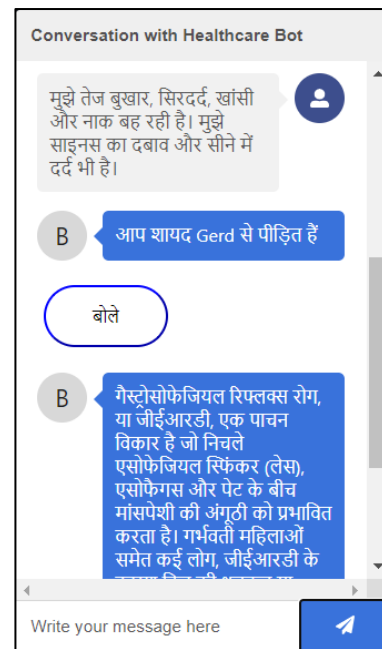 Conversation with Healthcare Bot
मुझे तेज बुखार, सिरदर्द, खांसी
और नाक बह रही है। मुझे
साइनस का दबाव और सीने में
दर्द भी है।
B
आप शायद Gerd से पीड़ित हैं
बोले
B
गैस्ट्रोसोफेजियल रिफ्लक्स रोग,
या जीईआरडी, एक पाचन
विकार है जो निचले
एसोफेजियल स्फिंकर (लेस),
एसोफैगस और पेट के बीच
मांसपेशी की अंगूठी को प्रभावित
करता है। गर्भवती महिलाओं
समेत कई लोग, जीईआरडी के
Write your message here